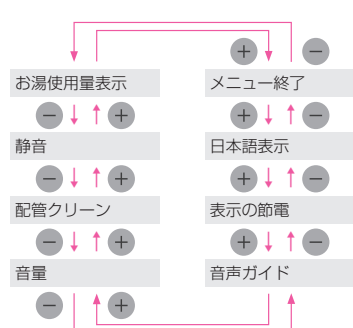 お湯使用量表示
静音
配管クリーン
音量
メニュー終了
日本語表示
表示の節電
音声ガイド